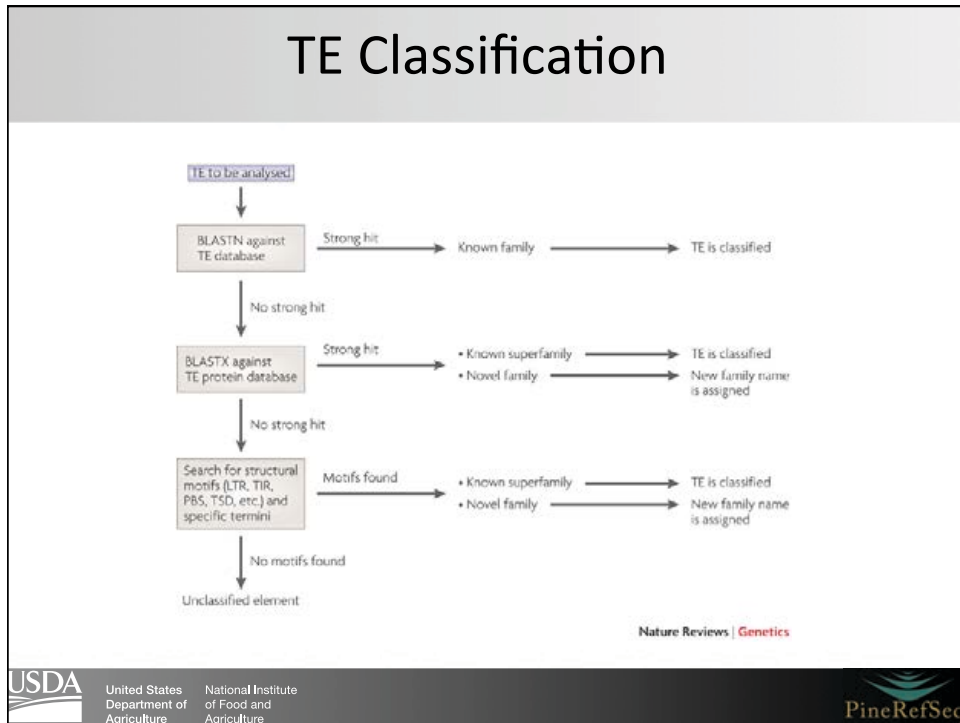 TE Classification
TE to be analysed
BLASTN against
TE database
Strong hit
Known family
TE is classified
No strong hit
BLASTX against
TE protein database
Strong hit
• Known superfamily
• Novel family
TE is classified
New family name
is assigned
No strong hit
Search for structural
motifs (LTR, TIR,
PBS, TSD, etc.) and
specific termini
Motifs found
• Known superfamily
• Novel family
TE is classified
New family name
is assigned
No motifs found
Unclassified element
Nature Reviews | Genetics
USDA
United States
Department of
Agriculture
National Institute
of Food and
Agriculture
PineRefSeq